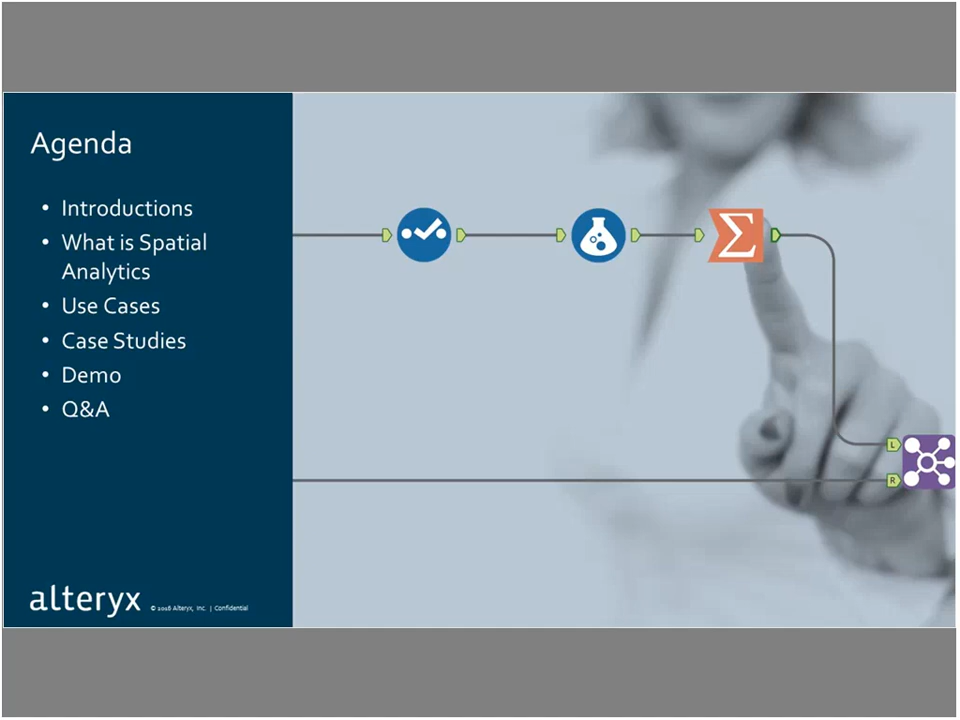 Agenda
• Introductions
• What is Spatial
Analytics
• Use Cases
• Case Studies
• Demo
• Q&A
L
R
alteryx © 2018 Alteryx, Inc. | Confidential